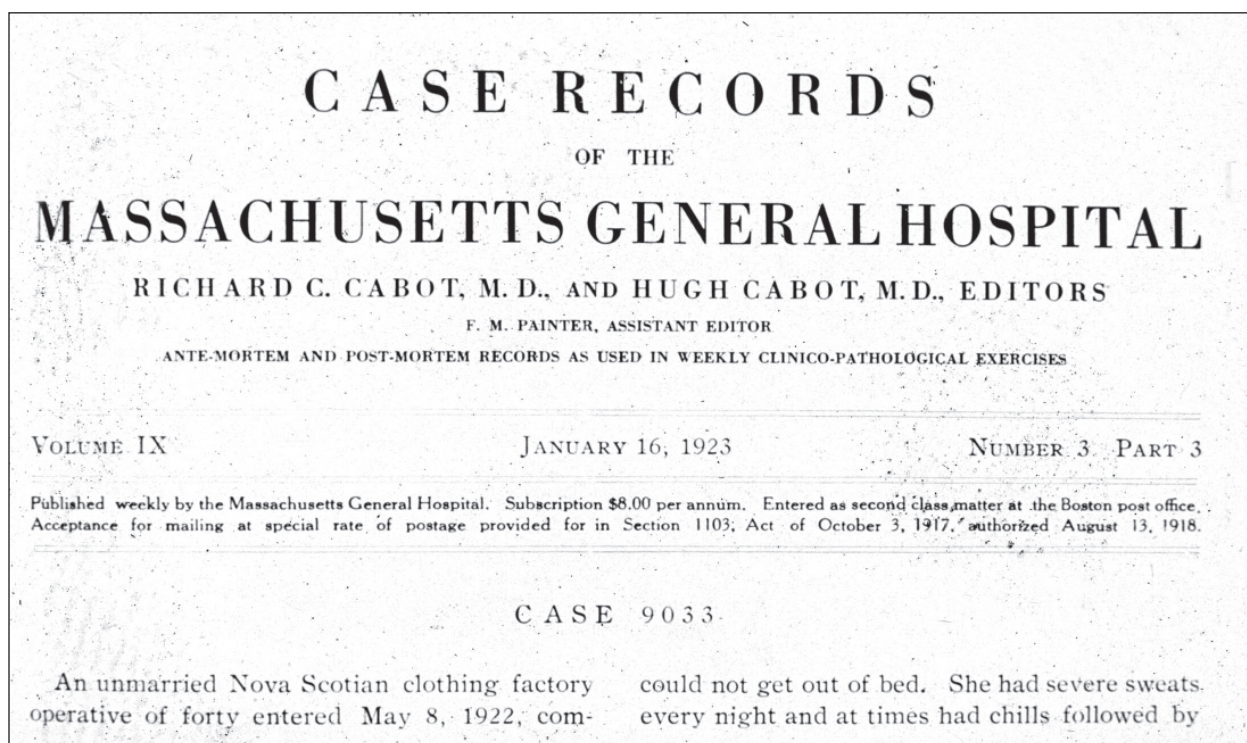 CASE RECORDS
OF THE
MASSACHUSETTS GENERAL HOSPITAL
RICHARD C. CABOT, M. D., AND HUGH CABOT, M. D., EDITORS
F. M. PAINTER, ASSISTANT EDITOR
ANTE-MORTEM AND POST-MORTEM RECORDS AS USED IN WEEKLY CLINICO-PATHOLOGICAL EXERCISES
VOLUME IX JANUARY 16, 1923 NUMBER 3 PART 3
Published weekly by the Massachusetts General Hospital. Subscription $8.00 per annum. Entered as second class matter at the Boston post office.
Acceptance for mailing at special rate of postage provided for in Section 1103, Act of October 3, 1917, authorized August 13, 1918.
CASE 9033
An unmarried Nova Scotian clothing factory
operative of forty entered May 8, 1922, com-
could not get out of bed. She had severe sweats
every night and at times had chills followed by